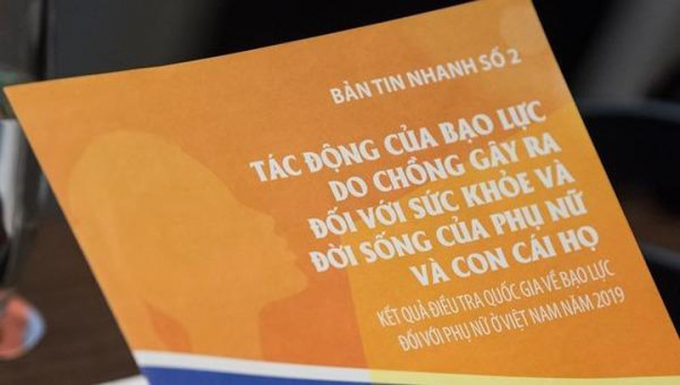 BẢN TIN NHANH SỐ 2
TÁC ĐỘNG CỦA BẠO LỰC
DO CHỒNG GÂY RA
ĐỐI VỚI SỨC KHỎE VÀ
ĐỜI SỐNG CỦA PHỤ NỮ
VÀ CON CÁI HỌ
KẾT QUẢ ĐIỀU TRA QUỐC GIA VỀ BẠO LỰC
ĐỐI VỚI PHỤ NỮ Ở VIỆT NAM NĂM 2019